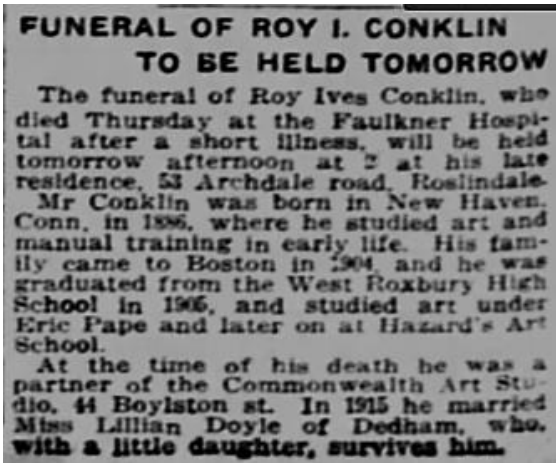 FUNERAL OF ROY I. CONKLIN
TO BE HELD TOMORROW
The funeral of Roy Ives Conklin, who
died Thursday at the Faulkner Hospi-
tal after a short illness, will be held
tomorrow afternoon at 2 at his late
residence, 53 Archdale road, Roslindale.
Mr Conklin was born in New Haven,
Conn, in 1886, where he studied art and
manual training in early life. His fam-
ily came to Boston in 1904, and he was
graduated from the West Roxbury High
School in 1905, and studied art under
Eric Pape and later on at Hazard's Art
School.
At the time of his death he was a
partner of the Commonwealth Art Stu-
dio, 44 Boylston st. In 1915 he married
Miss Lillian Doyle of Dedham, who,
with a little daughter, survives him.